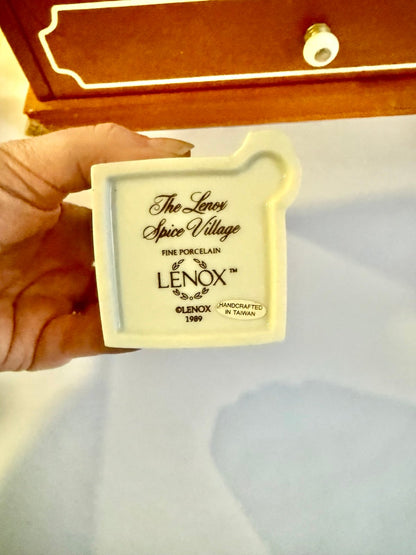 The Lenox
Spice Village
FINE PORCELAIN
LENOX™
©LENOX
1989
HANDCRAFTED
IN TAIWAN